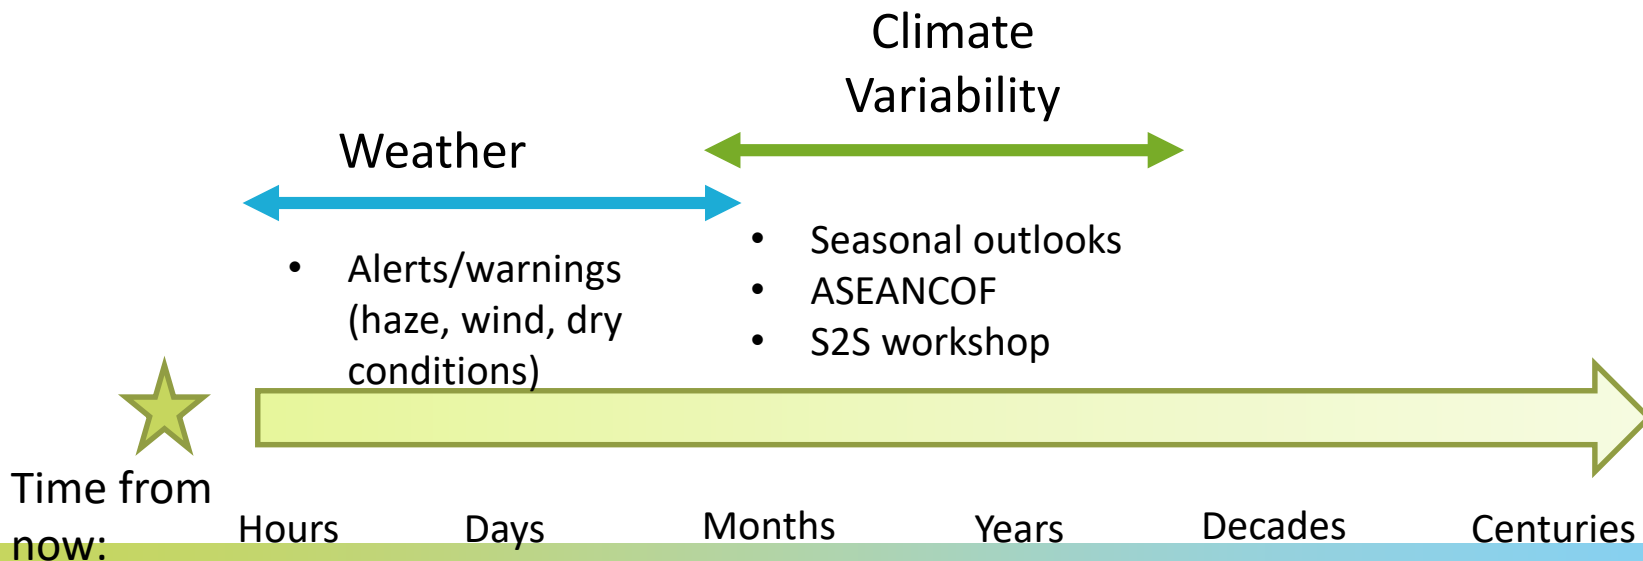 Climate
Variability
Weather
• Alerts/warnings
(haze, wind, dry
conditions)
• Seasonal outlooks
• ASEANCOF
• S2S workshop
Time from
now:
Hours Days Months Years Decades Centuries